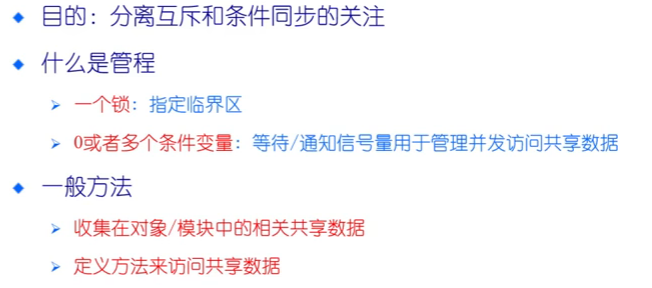 目的：分离互斥和条件同步的关注
什么是管程
一个锁：指定临界区
0或者多个条件变量：等待/通知信号量用于管理并发访问共享数据
一般方法
收集在对象/模块中的相关共享数据
定义方法来访问共享数据